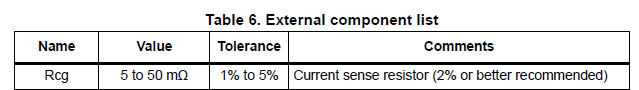 Table 6. External component list
Name Value Tolerance Comments
Rcg 5 to 50 mΩ 1% to 5% Current sense resistor (2% or better recommended)